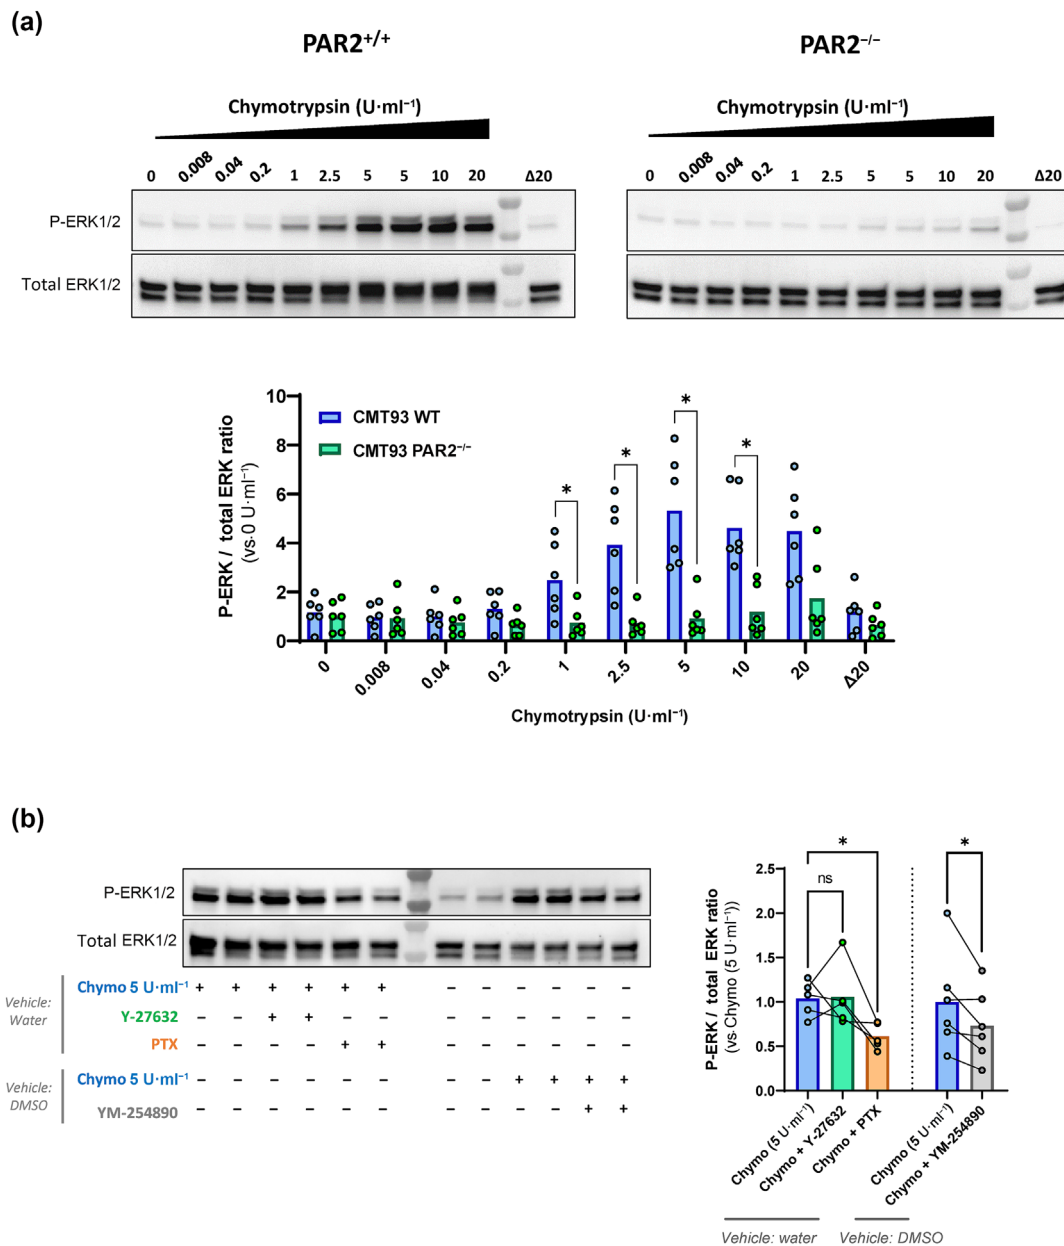 (a)
PAR2⁺/⁺ PAR2⁻/⁻
Chymotrypsin (U·ml⁻¹) Chymotrypsin (U·ml⁻¹)
0 0.008 0.04 0.2 1 2.5 5 5 10 20 Δ20 0 0.008 0.04 0.2 1 2.5 5 5 10 20 Δ20
P-ERK1/2
Total ERK1/2
P-ERK / total ERK ratio
(vs 0 U·ml⁻¹)
10
8
6
4
2
0
CMT93 WT
CMT93 PAR2⁻/⁻
* * * *
0 0.008 0.04 0.2 1 2.5 5 10 20 Δ20
Chymotrypsin (U·ml⁻¹)
(b)
P-ERK1/2
Total ERK1/2
Vehicle:
Water
Chymo 5 U·ml⁻¹ + + + + + + – – – – – –
Y-27632 – – + + – – – – – – – –
PTX – – – – + + – – – – – –
Vehicle:
DMSO
Chymo 5 U·ml⁻¹ – – – – – – – – + + + +
YM-254890 – – – – – – – – – – + +
P-ERK / total ERK ratio
(vs Chymo (5 U·ml⁻¹))
2.5
2.0
1.5
1.0
0.5
0.0
* *
ns
Chymo (5 U·ml⁻¹)
Chymo + Y-27632
Chymo + PTX
Chymo (5 U·ml⁻¹)
Chymo + YM-254890
Vehicle: water Vehicle: DMSO